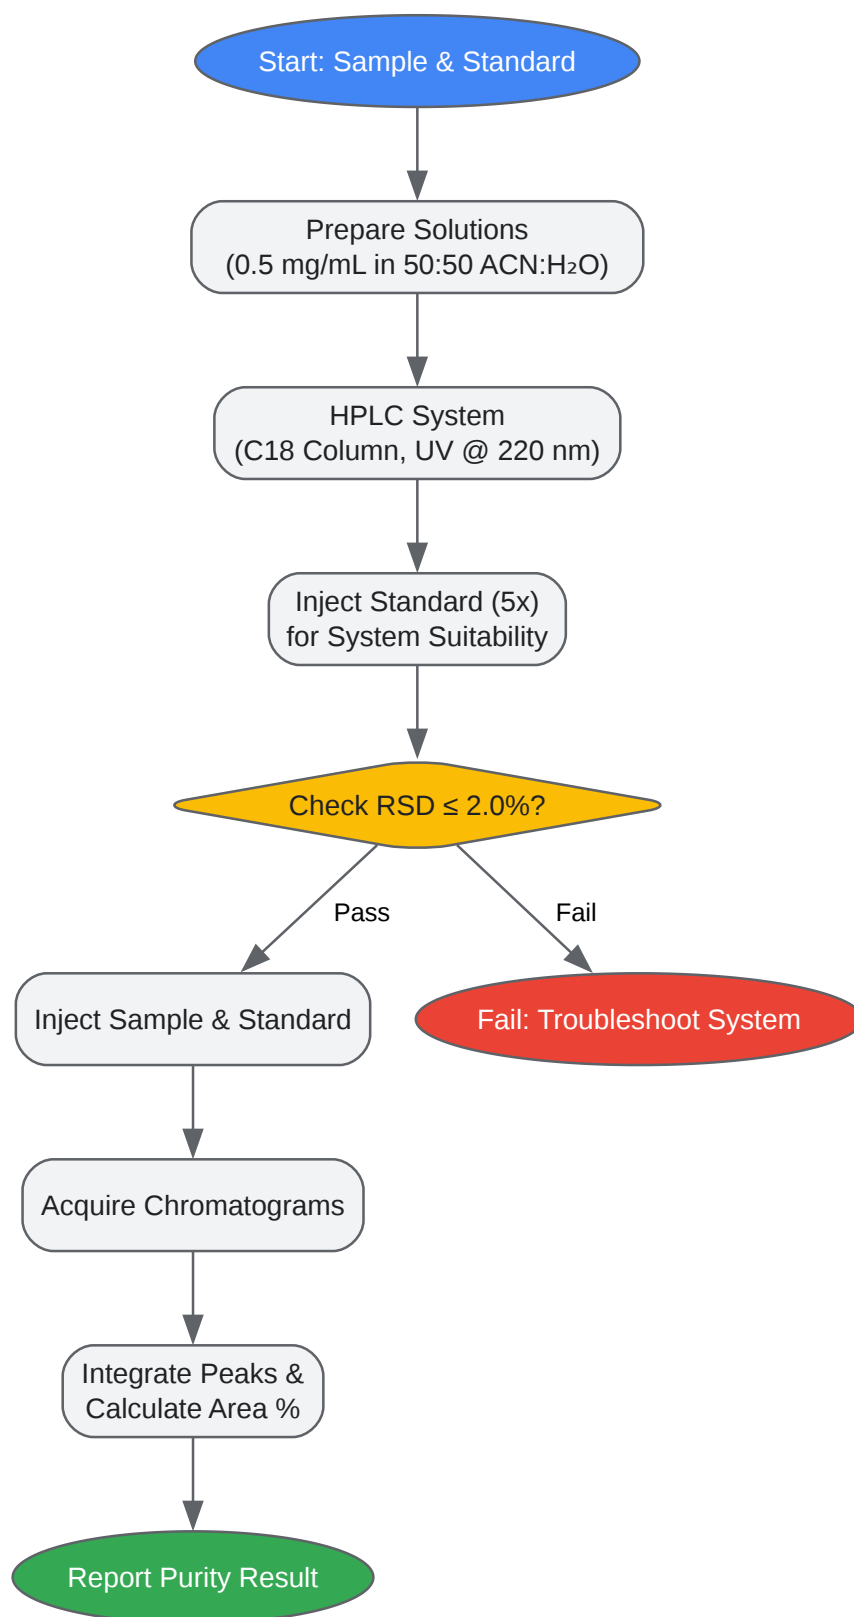 Start: Sample & Standard
Prepare Solutions
(0.5 mg/mL in 50:50 ACN:H₂O)
HPLC System
(C18 Column, UV @ 220 nm)
Inject Standard (5x)
for System Suitability
Check RSD ≤ 2.0%?
Pass
Fail
Inject Sample & Standard
Fail: Troubleshoot System
Acquire Chromatograms
Integrate Peaks &
Calculate Area %
Report Purity Result